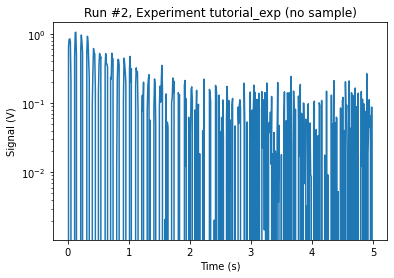 Run #2, Experiment tutorial_exp (no sample)
Signal (V)
10⁰
10⁻¹
10⁻²
0 1 2 3 4 5
Time (s)